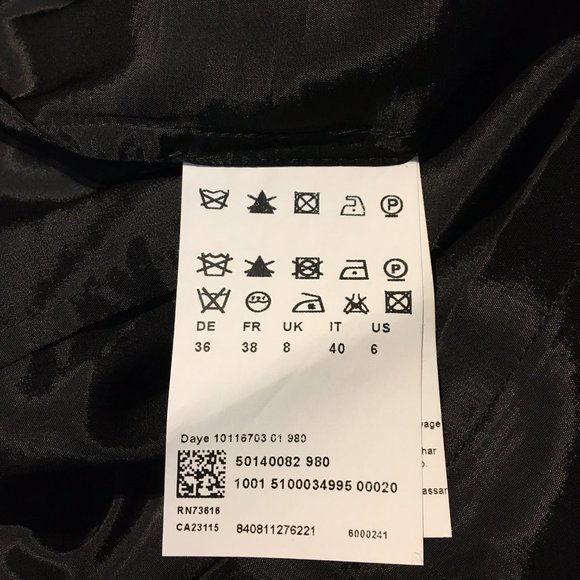 DE FR UK IT US
36 38 8 40 6
Daye 10116703 01 980
50140082 980
1001 5100034995 00020
RN73616
CA23115 840811276221 6000241